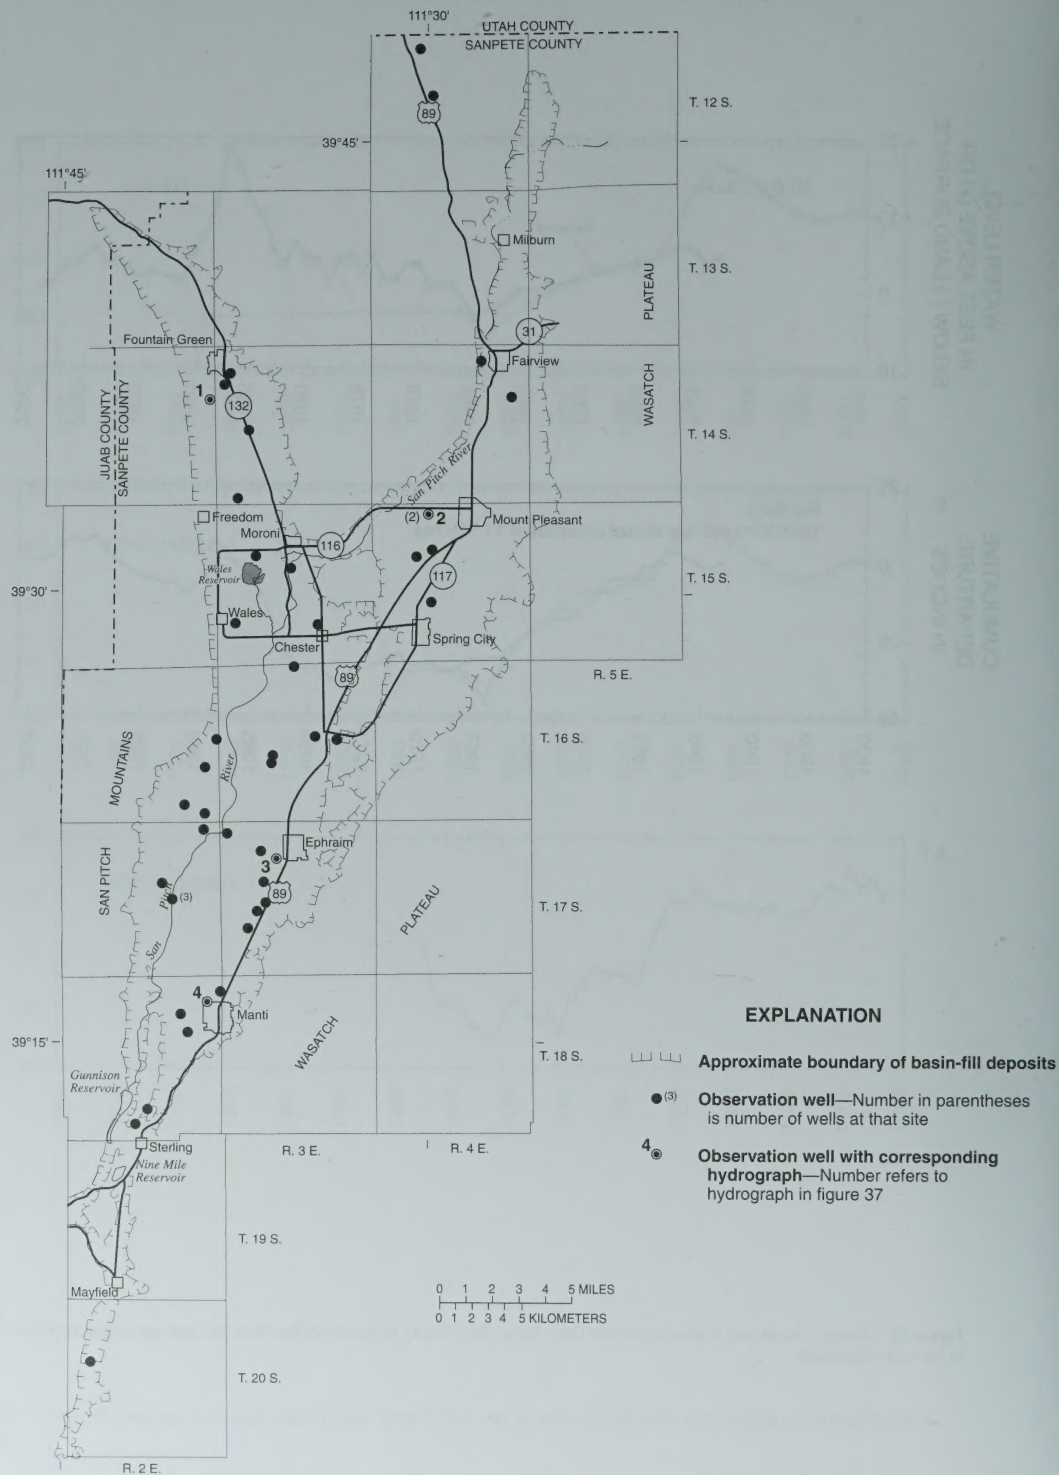 111°30'
UTAH COUNTY
SANPETE COUNTY
T. 12 S.
89
39°45'
111°45'
Milburn
T. 13 S.
PLATEAU
31
Fountain Green
Fairview
1
132
WASATCH
JUAB COUNTY
SANPETE COUNTY
T. 14 S.
San Pitch River
Freedom
(2) 2
Mount Pleasant
Moroni
116
Wales
Reservoir
117
T. 15 S.
39°30'
Wales
Chester
Spring City
89
R. 5 E.
T. 16 S.
MOUNTAINS
River
Ephraim
3
SAN PITCH
89
Pitch
(3)
PLATEAU
T. 17 S.
San
4
Manti
WASATCH
39°15'
T. 18 S.
Gunnison
Reservoir
Sterling
R. 3 E.
R. 4 E.
Nine Mile
Reservoir
T. 19 S.
Mayfield
T. 20 S.
R. 2 E.
EXPLANATION
Approximate boundary of basin-fill deposits
(3) Observation well—Number in parentheses
is number of wells at that site
4 Observation well with corresponding
hydrograph—Number refers to
hydrograph in figure 37
0 1 2 3 4 5 MILES
0 1 2 3 4 5 KILOMETERS